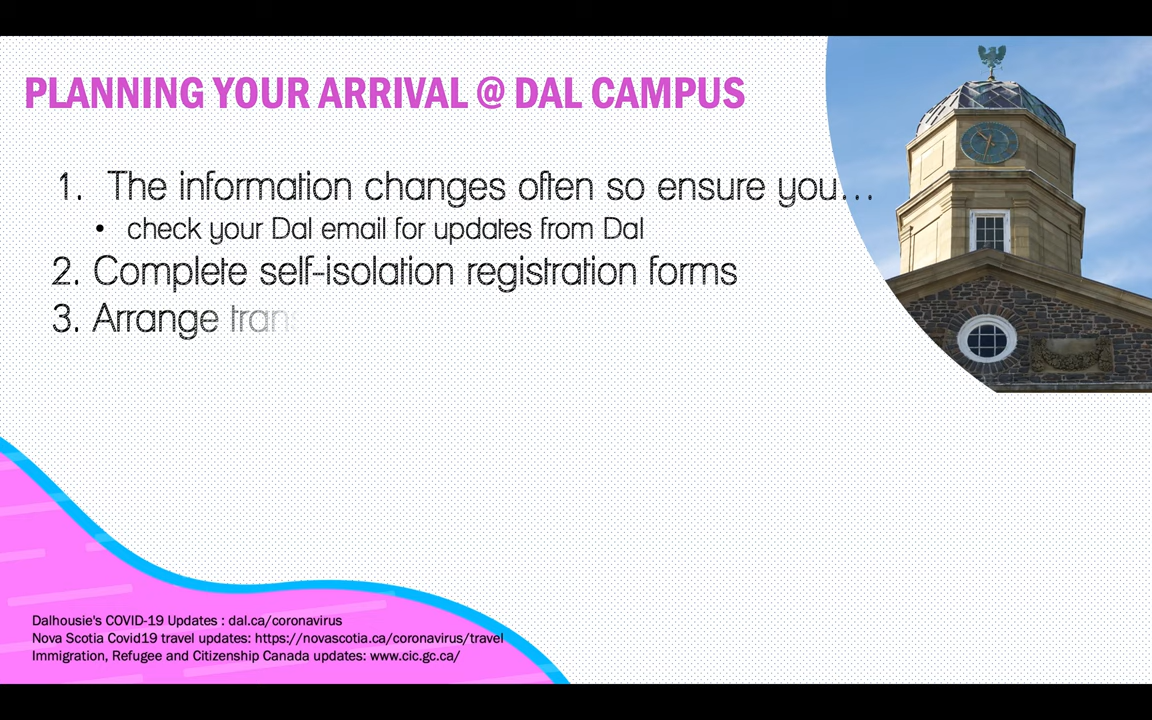 PLANNING YOUR ARRIVAL @ DAL CAMPUS
1. The information changes often so ensure you...
• check your Dal email for updates from Dal
2. Complete self-isolation registration forms
3. Arrange trans
Dalhousie's COVID-19 Updates : dal.ca/coronavirus
Nova Scotia Covid19 travel updates: https://novascotia.ca/coronavirus/travel
Immigration, Refugee and Citizenship Canada updates: www.cic.gc.ca/